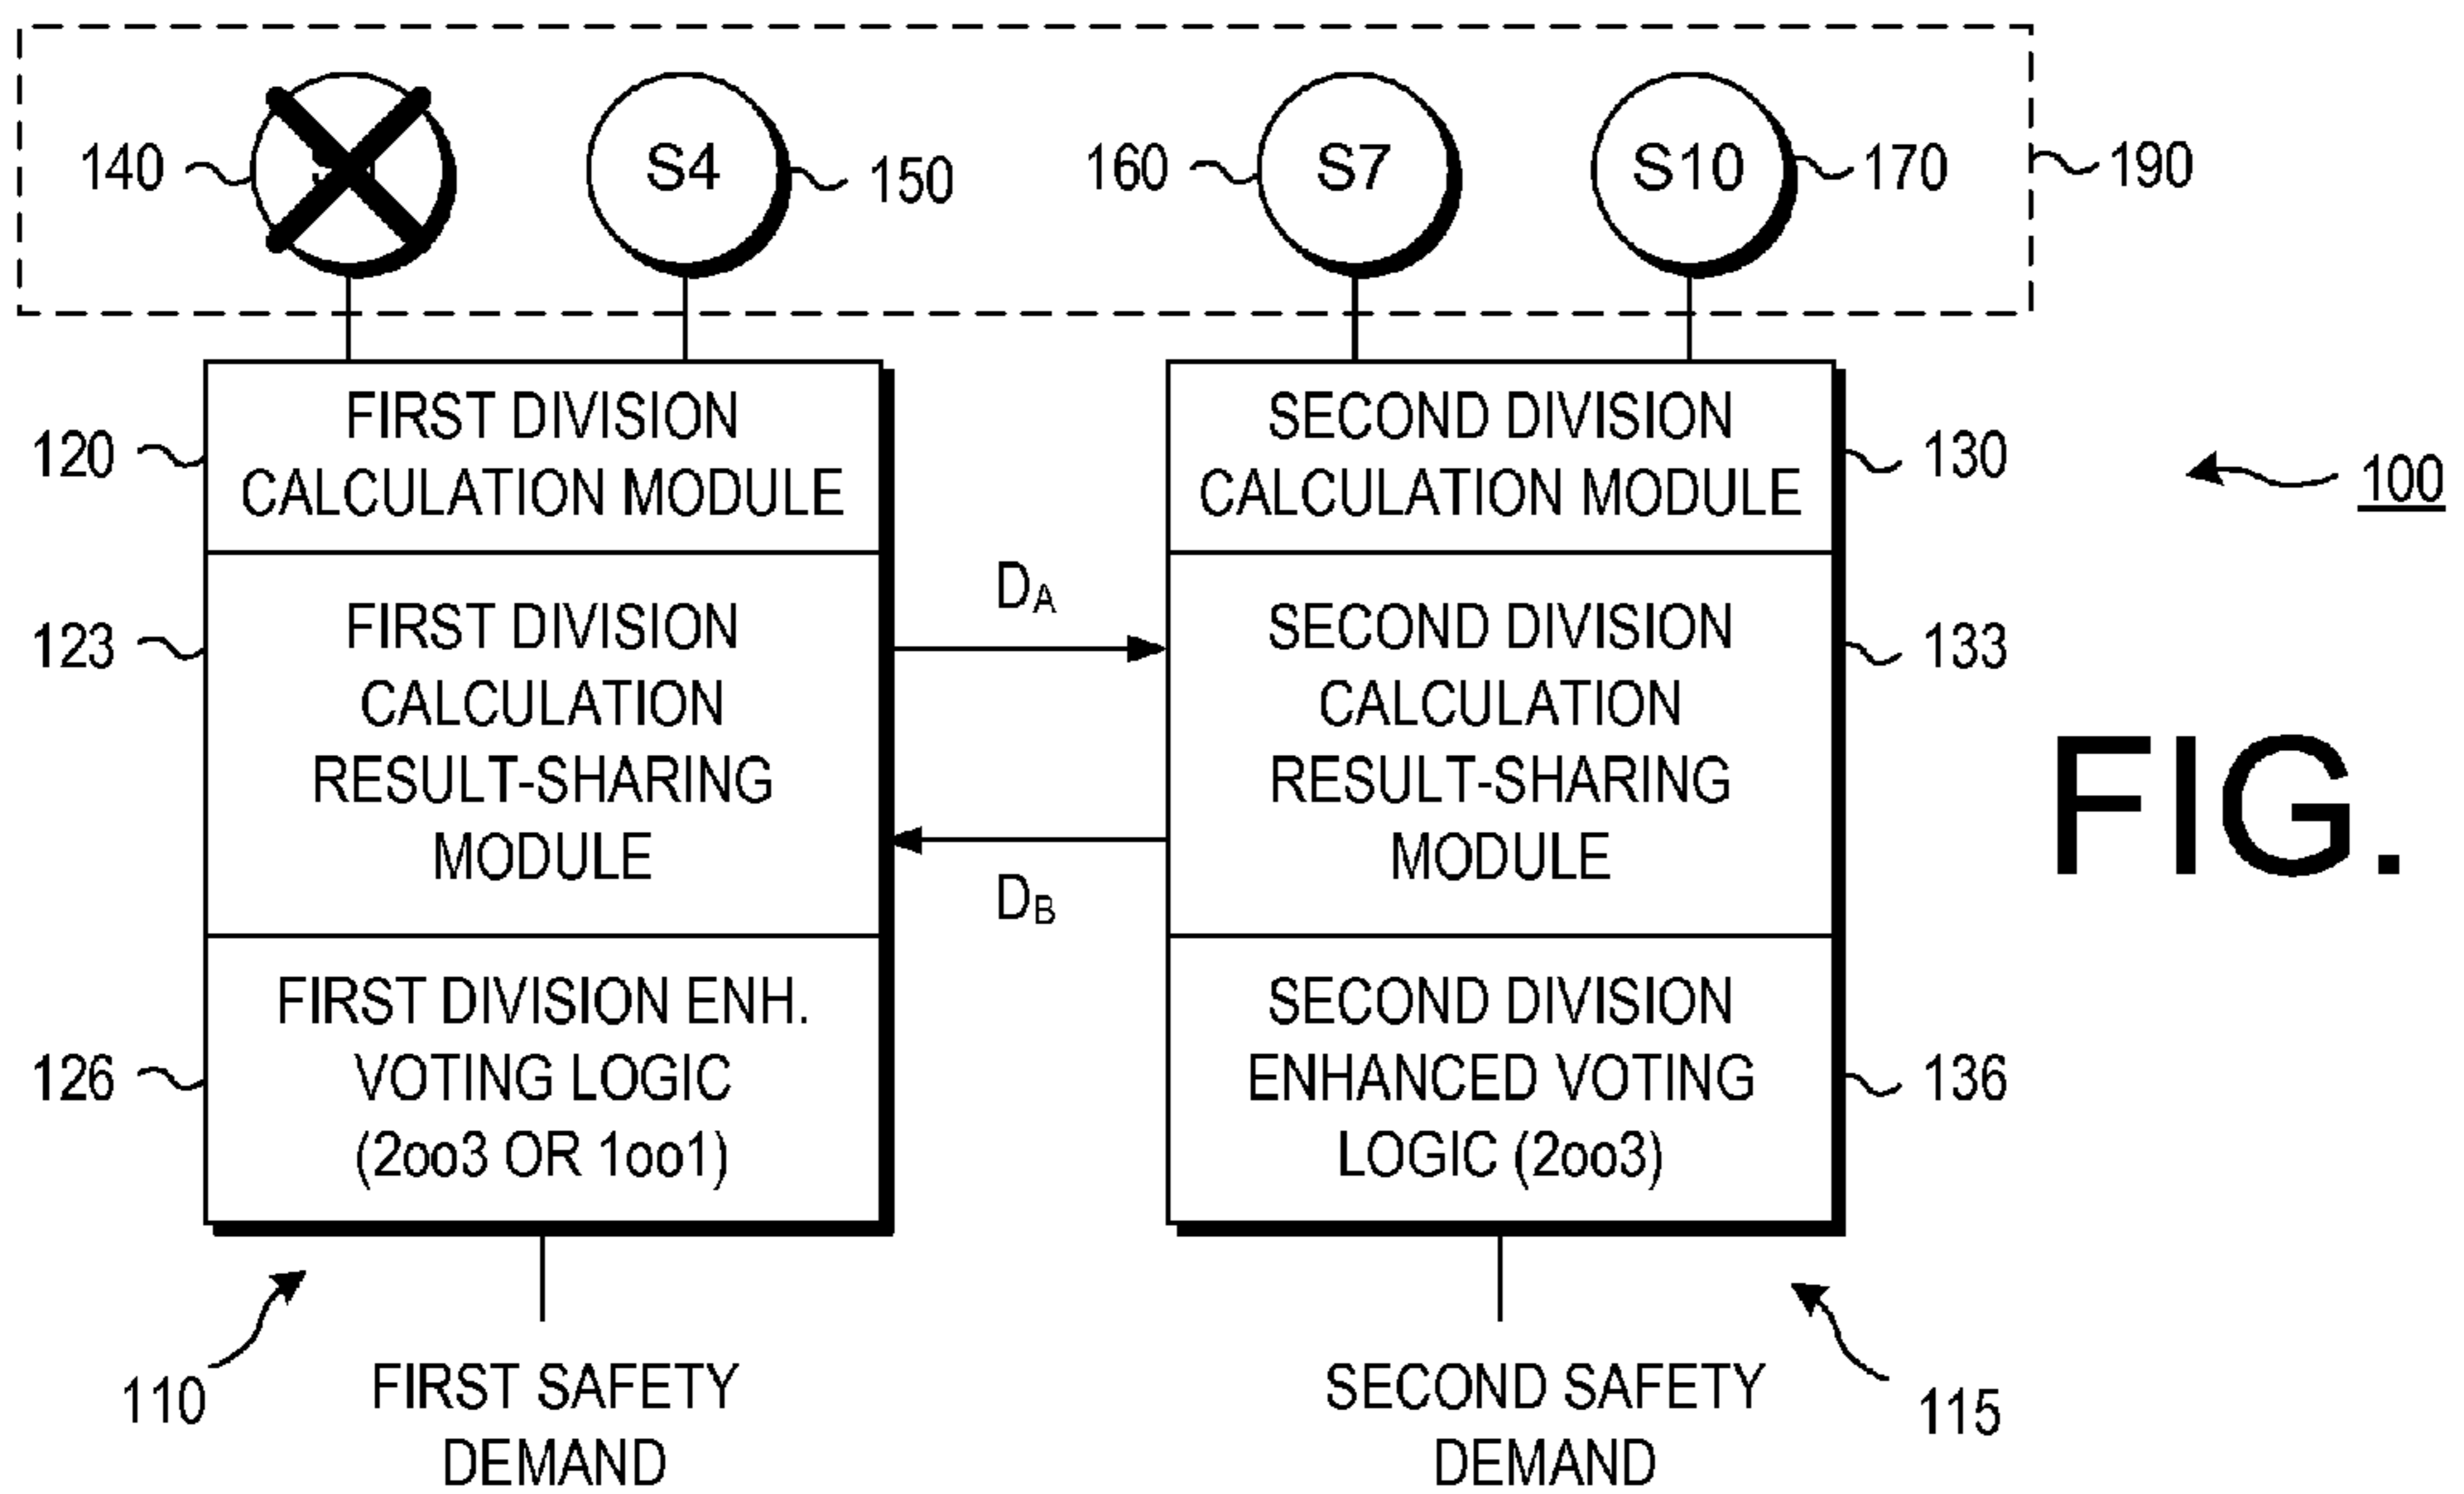 140
S4
150
160
S7
S10
170
190
FIRST DIVISION
CALCULATION MODULE
120
SECOND DIVISION
CALCULATION MODULE
130
100
FIRST DIVISION
CALCULATION
RESULT-SHARING
MODULE
123
DA
DB
SECOND DIVISION
CALCULATION
RESULT-SHARING
MODULE
133
FIG.
FIRST DIVISION ENH.
VOTING LOGIC
(2oo3 OR 1oo1)
126
SECOND DIVISION
ENHANCED VOTING
LOGIC (2oo3)
136
110
FIRST SAFETY
DEMAND
SECOND SAFETY
DEMAND
115